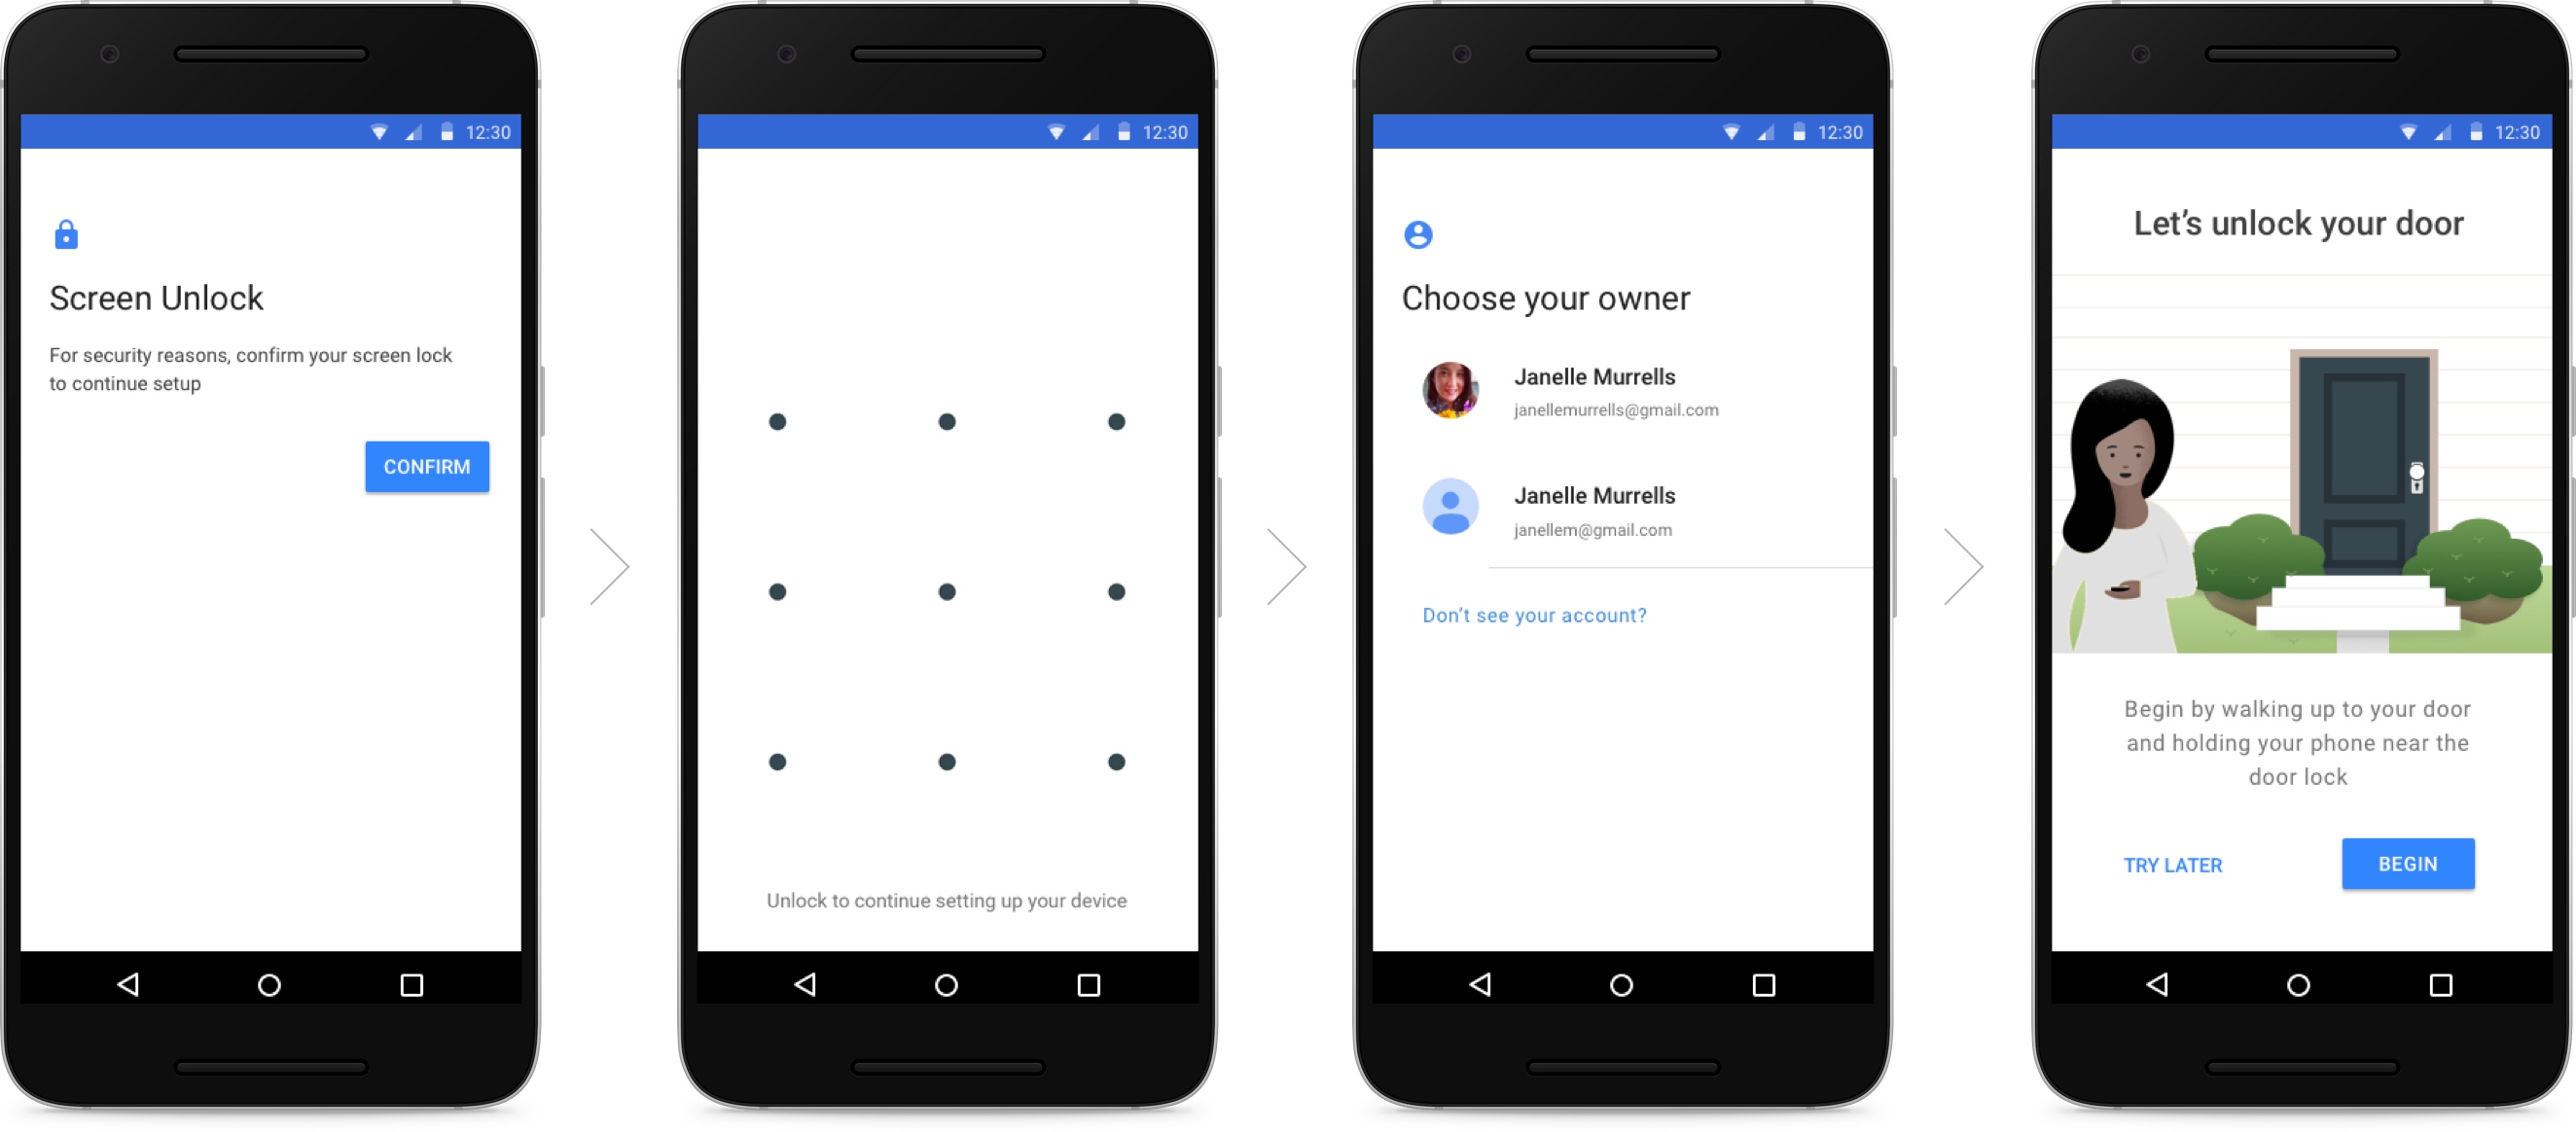 12:30
Screen Unlock
For security reasons, confirm your screen lock
to continue setup
CONFIRM
12:30
Unlock to continue setting up your device
12:30
Choose your owner
Janelle Murrells
janellemurrells@gmail.com
Janelle Murrells
janellem@gmail.com
Don’t see your account?
12:30
Let’s unlock your door
Begin by walking up to your door
and holding your phone near the
door lock
TRY LATER
BEGIN